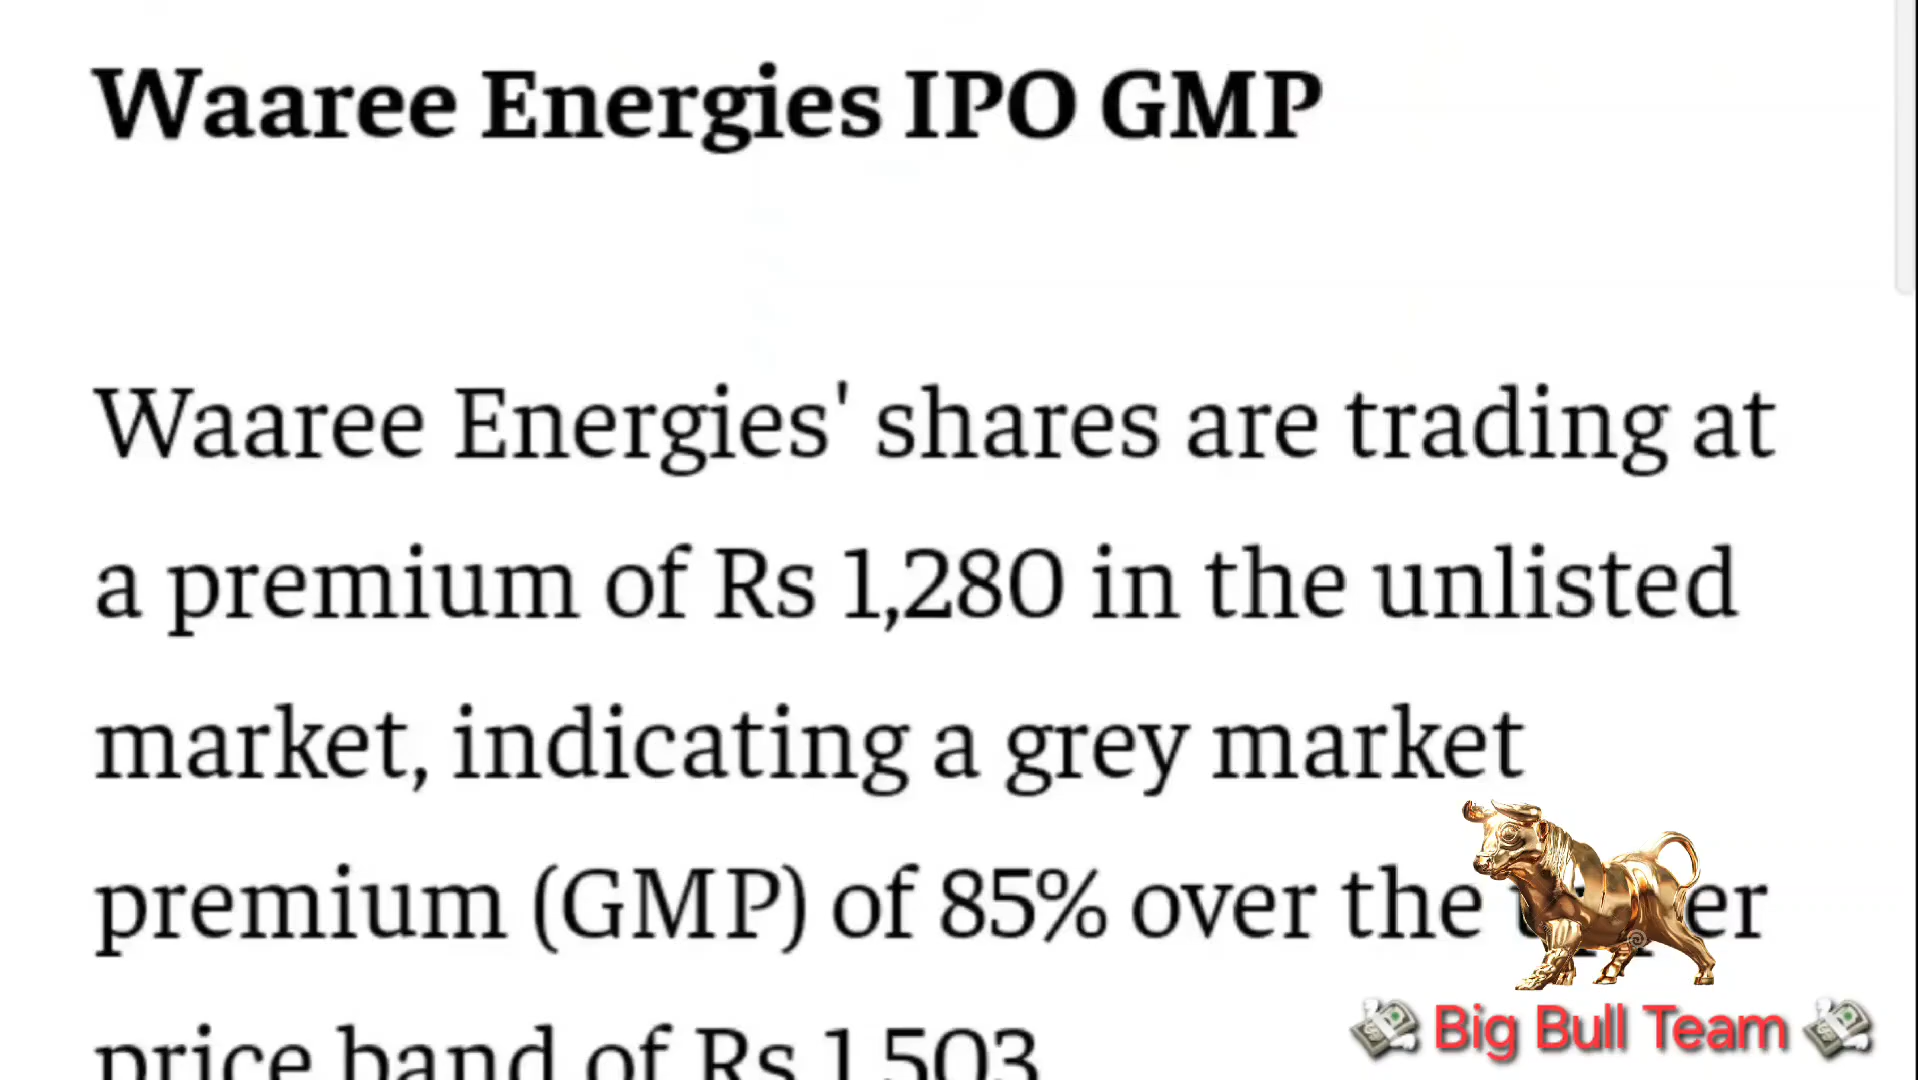 Waaree Energies IPO GMP
Waaree Energies' shares are trading at
a premium of Rs 1,280 in the unlisted
market, indicating a grey market
premium (GMP) of 85% over the upper
price band of Rs 1,503
Big Bull Team